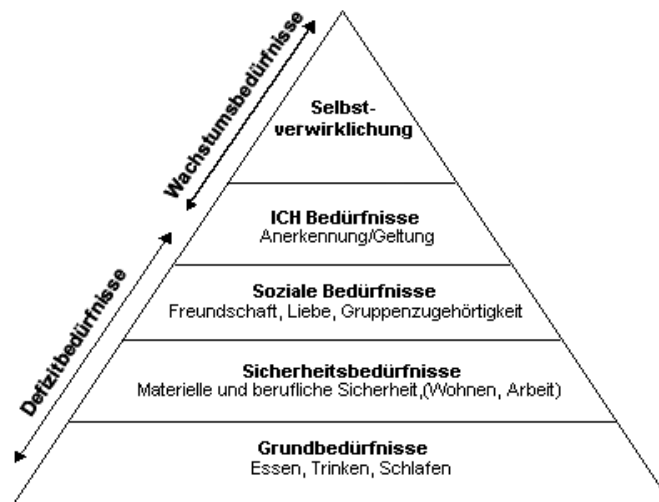 Wachstumsbedürfnisse
Defizitbedürfnisse
Selbst-
verwirklichung
ICH Bedürfnisse
Anerkennung/Geltung
Soziale Bedürfnisse
Freundschaft, Liebe, Gruppenzugehörtigkeit
Sicherheitsbedürfnisse
Materielle und berufliche Sicherheit,(Wohnen, Arbeit)
Grundbedürfnisse
Essen, Trinken, Schlafen